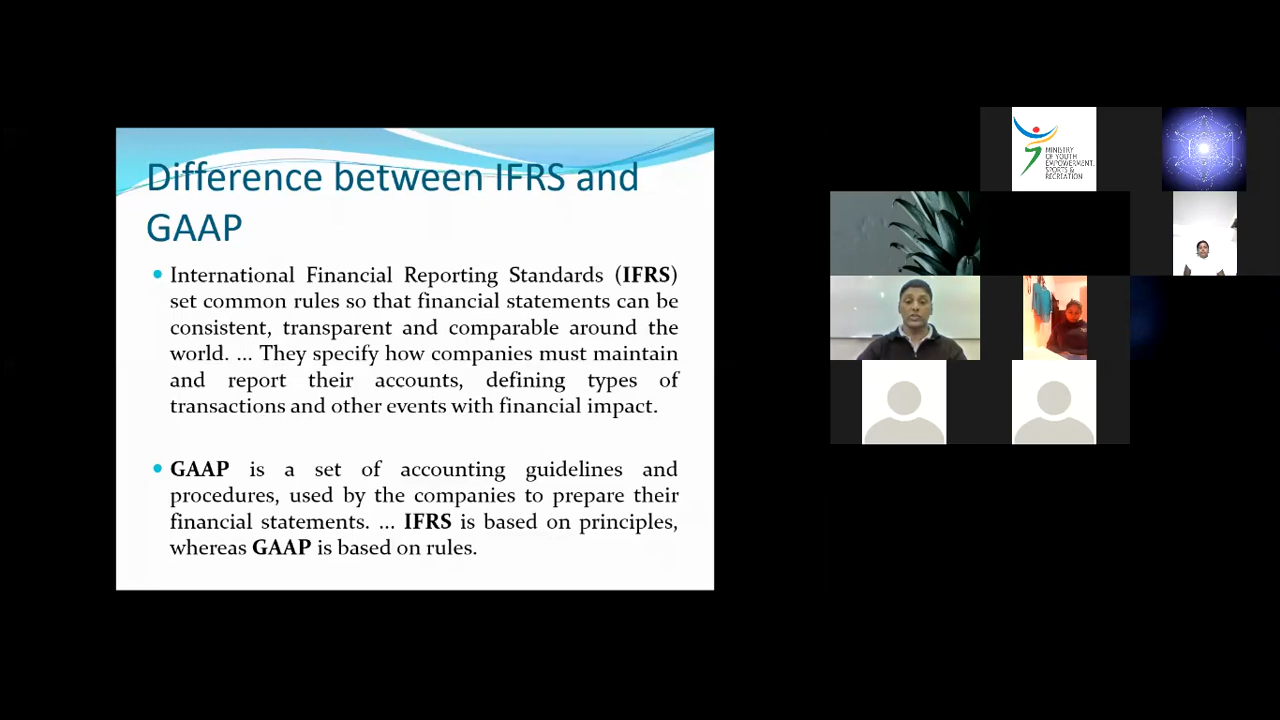 Difference between IFRS and
GAAP
International Financial Reporting Standards (IFRS)
set common rules so that financial statements can be
consistent, transparent and comparable around the
world. ... They specify how companies must maintain
and report their accounts, defining types of
transactions and other events with financial impact.
GAAP is a set of accounting guidelines and
procedures, used by the companies to prepare their
financial statements. ... IFRS is based on principles,
whereas GAAP is based on rules.
MINISTRY
OF YOUTH
EMPOWERMENT,
SPORTS &
RECREATION